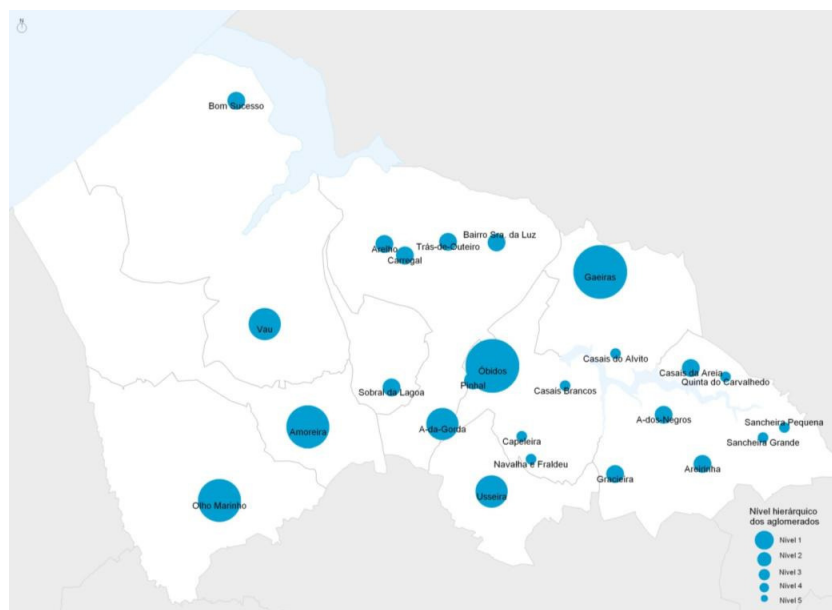 N
Bom Sucesso
Bairro Sra. da Luz
Trás-do-Outeiro
Arelho
Carregal
Gaeiras
Vau
Casais do Alvito
Óbidos
Casais da Areia
Pinhal
Quinta do Carvalhedo
Sobral da Lagoa
Casais Brancos
A-dos-Negros
Sancheira Pequena
Amoreira
A-da-Gorda
Capeleira
Sancheira Grande
Navalha e Fraldeu
Areirinha
Gracieira
Usseira
Olho Marinho
Nível hierárquico
dos aglomerados
Nível 1
Nível 2
Nível 3
Nível 4
Nível 5